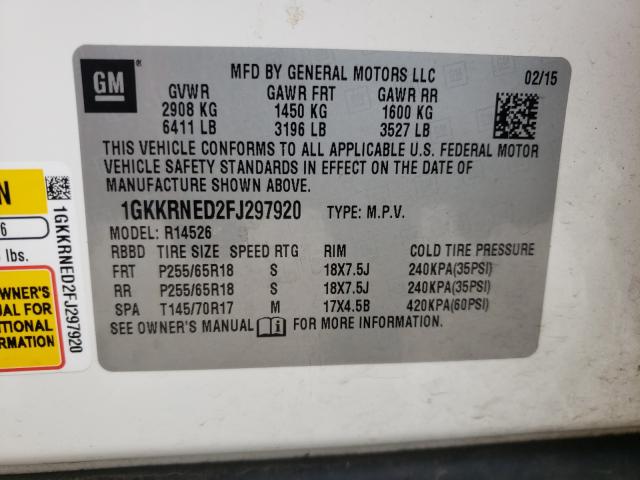 GM
MFD BY GENERAL MOTORS LLC 02/15
GVWR GAWR FRT GAWR RR
2908 KG 1450 KG 1600 KG
6411 LB 3196 LB 3527 LB
THIS VEHICLE CONFORMS TO ALL APPLICABLE U.S. FEDERAL MOTOR
VEHICLE SAFETY STANDARDS IN EFFECT ON THE DATE OF
MANUFACTURE SHOWN ABOVE.
1GKKRNED2FJ297920 TYPE: M.P.V.
MODEL: R14526
RBBD TIRE SIZE SPEED RTG RIM COLD TIRE PRESSURE
FRT P255/65R18 S 18X7.5J 240KPA(35PSI)
RR P255/65R18 S 18X7.5J 240KPA(35PSI)
SPA T145/70R17 M 17X4.5B 420KPA(60PSI)
SEE OWNER'S MANUAL FOR MORE INFORMATION.
N
6
lbs.
OWNER'S
UAL FOR
ITIONAL
RMATION
1GKKRNED2FJ297920